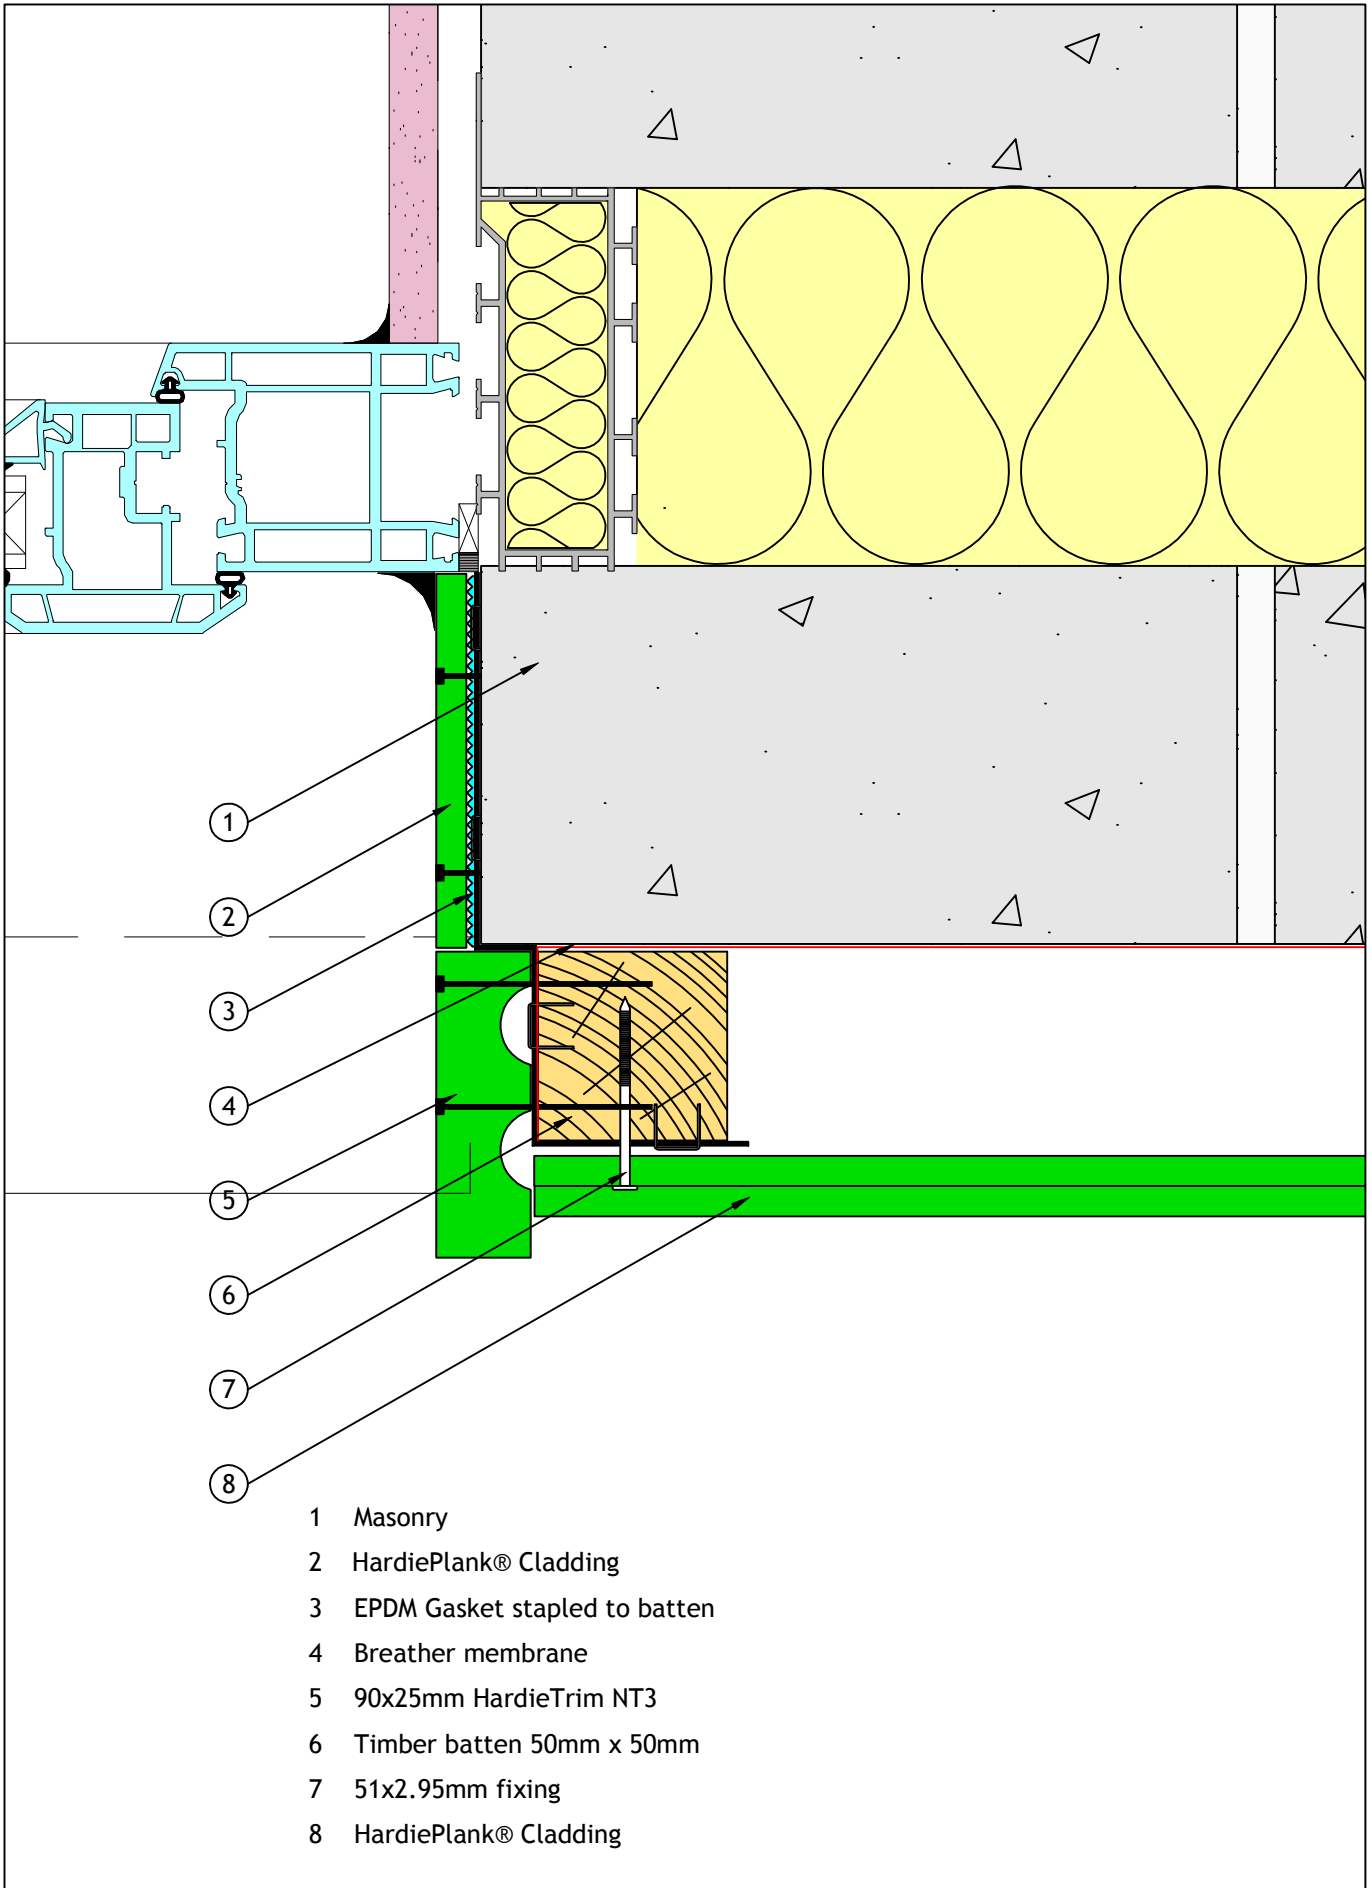 1
2
3
4
5
6
7
8
1 Masonry
2 HardiePlank® Cladding
3 EPDM Gasket stapled to batten
4 Breather membrane
5 90x25mm HardieTrim NT3
6 Timber batten 50mm x 50mm
7 51x2.95mm fixing
8 HardiePlank® Cladding